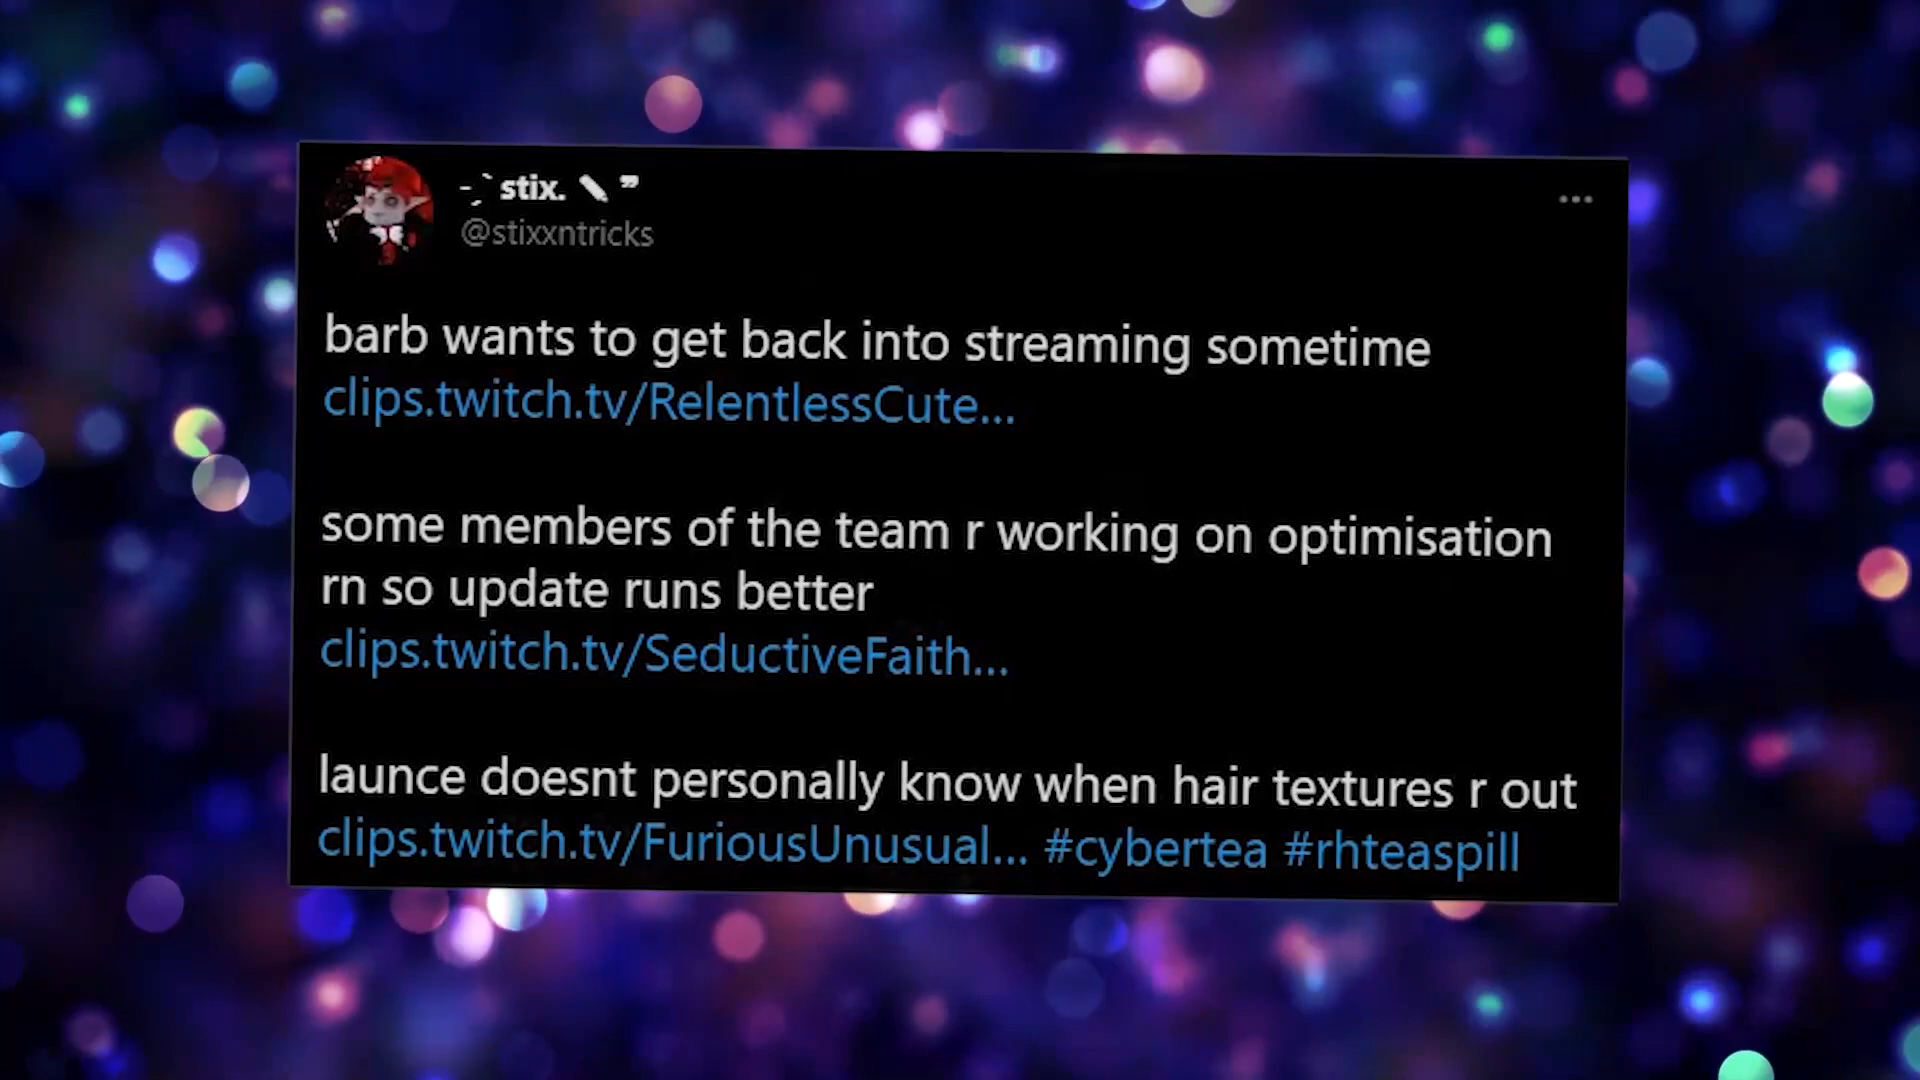 -ˏˋ stix. ✎ ❞
@stixxntricks
barb wants to get back into streaming sometime
clips.twitch.tv/RelentlessCute...
some members of the team r working on optimisation
rn so update runs better
clips.twitch.tv/SeductiveFaith...
launce doesnt personally know when hair textures r out
clips.twitch.tv/FuriousUnusual... #cybertea #rhteaspill